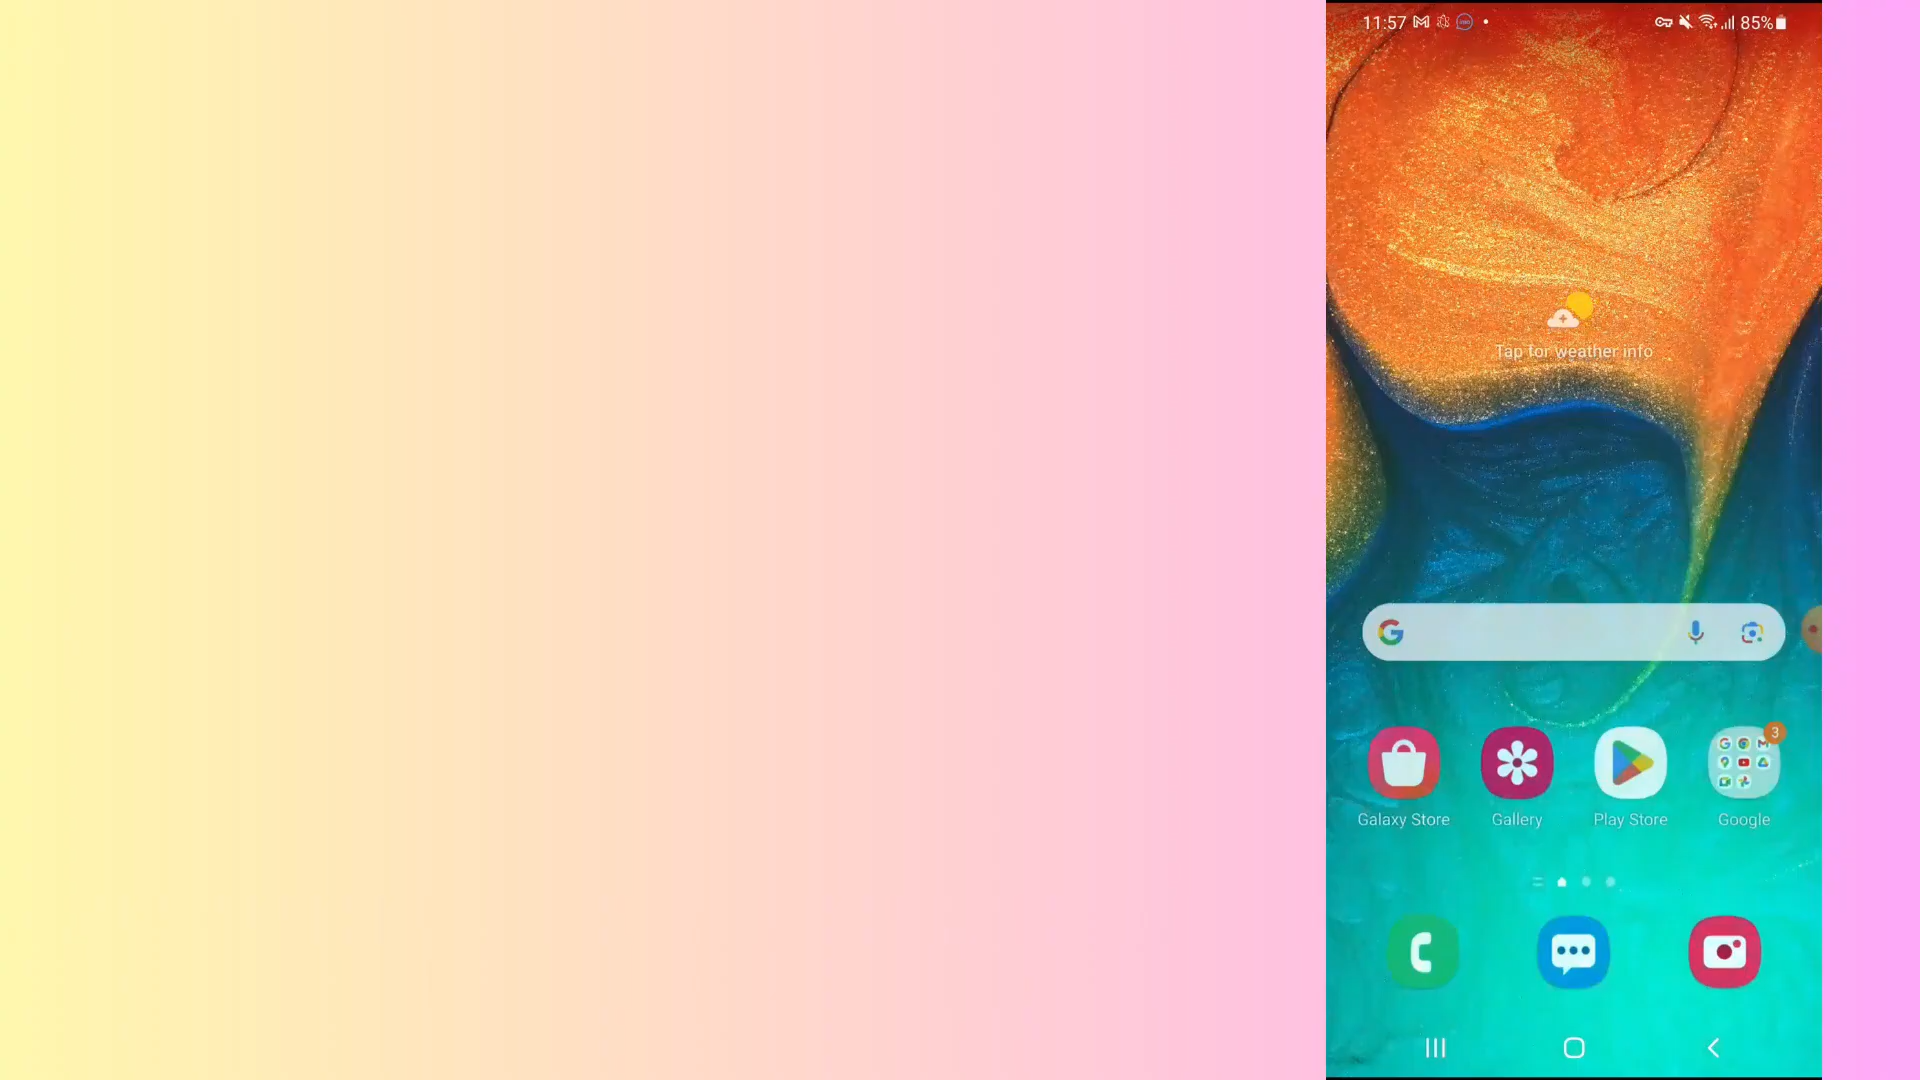 11:57
85%
Tap for weather info
3
Galaxy Store
Gallery
Play Store
Google